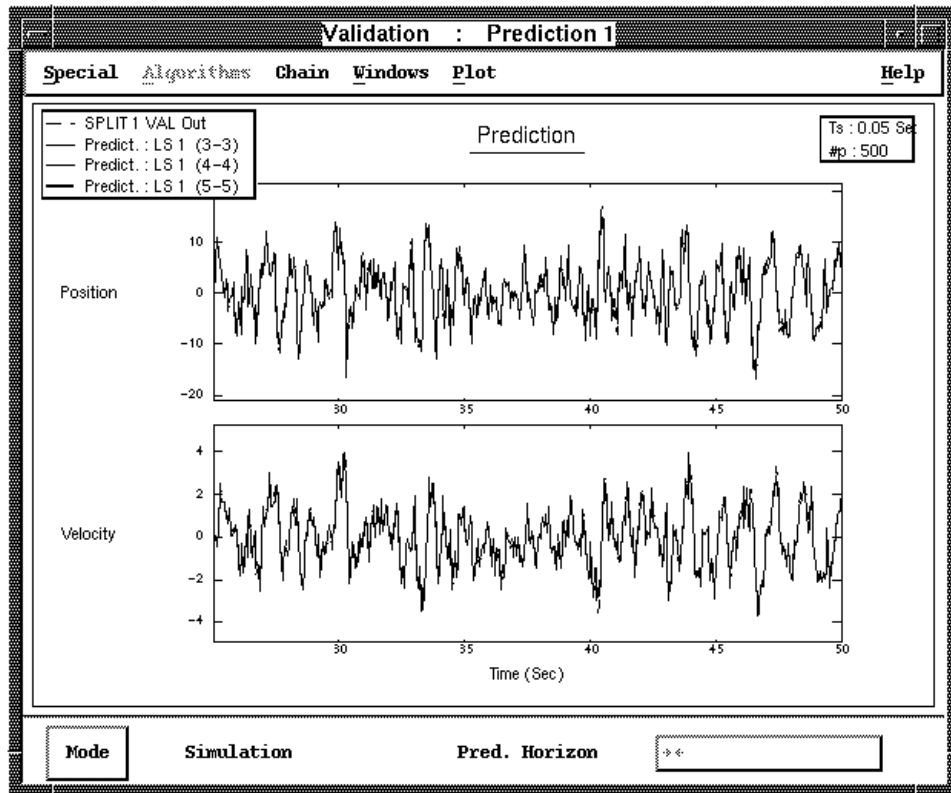 Validation : Prediction 1
Special Algorithms Chain Windows Plot Help
- - SPLIT 1 VAL Out
Predict. : LS 1 (3-3)
Predict. : LS 1 (4-4)
Predict. : LS 1 (5-5)
Prediction
Ts : 0.05 Sec
#p : 500
Position
10
0
-10
-20
30 35 40 45 50
Velocity
4
2
0
-2
-4
30 35 40 45 50
Time (Sec)
Mode Simulation Pred. Horizon